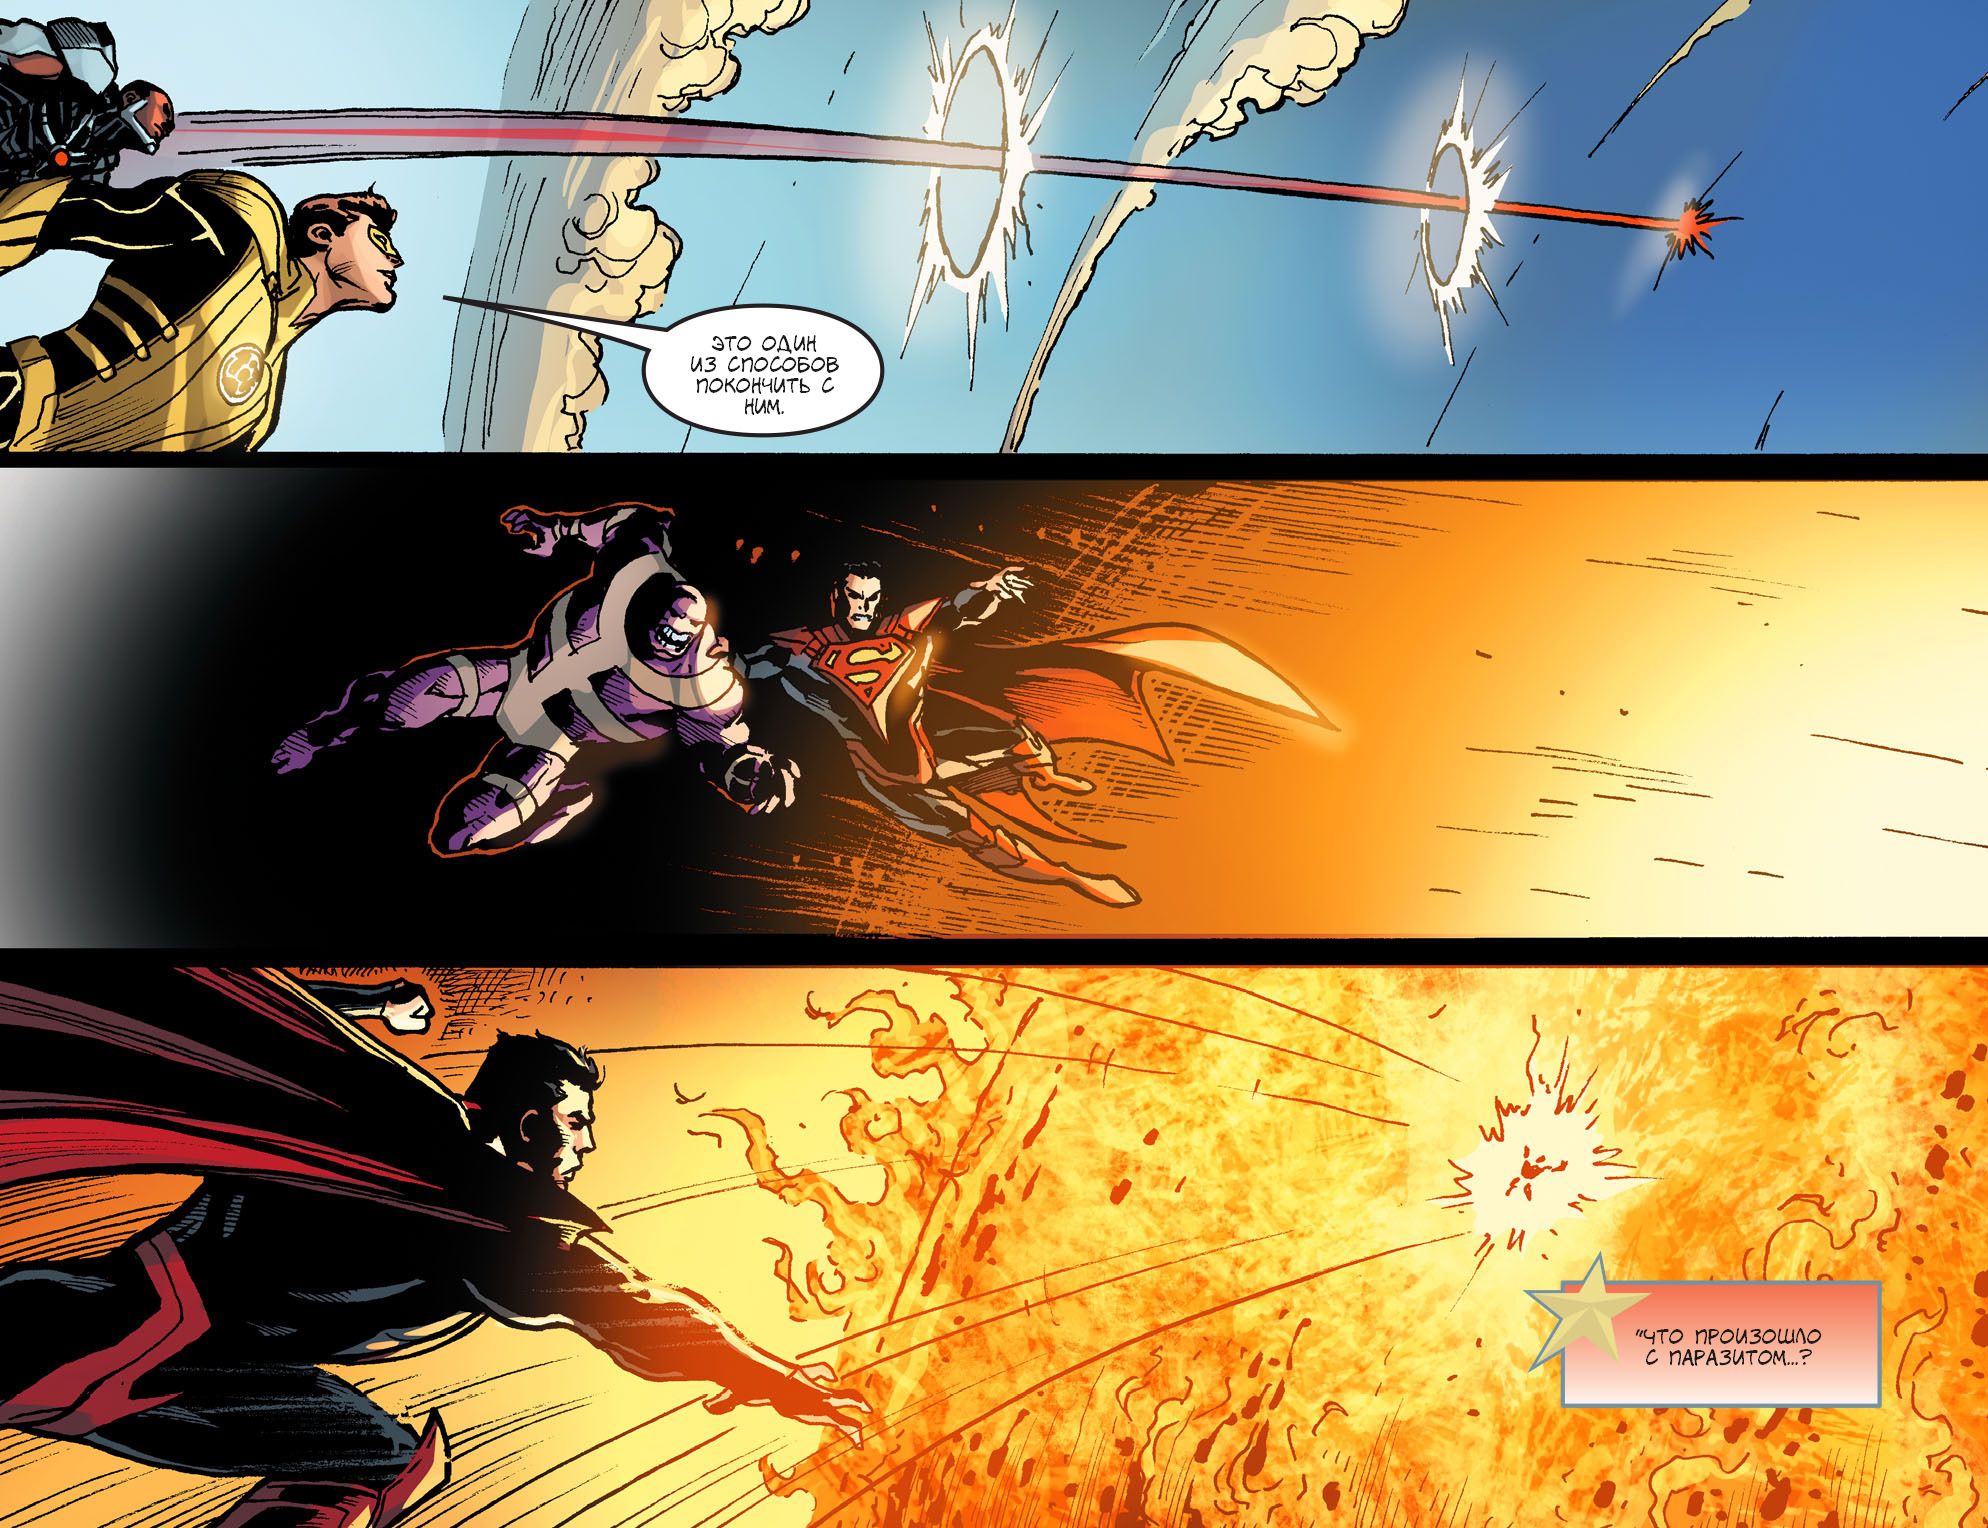 ЭТО ОДИН
ИЗ СПОСОБОВ
ПОКОНЧИТЬ С
НИМ.
"ЧТО ПРОИЗОШЛО
С ПАРАЗИТОМ...?